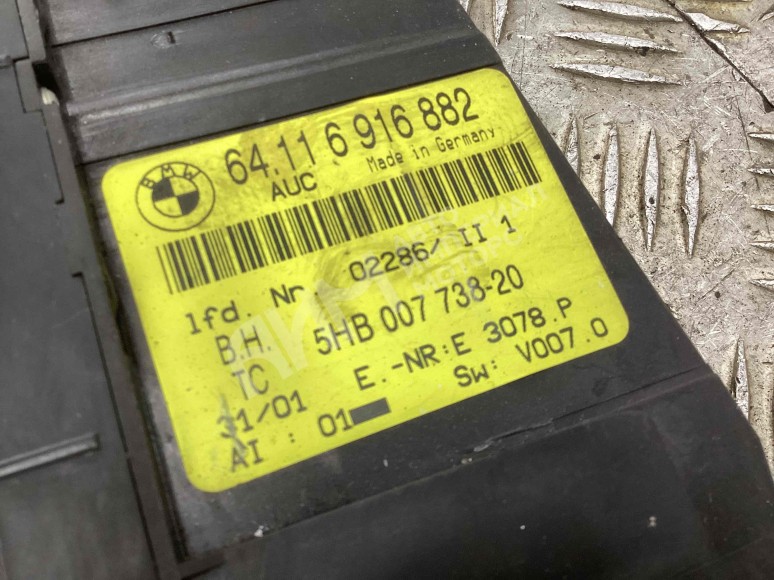 BMW
64.11 6 916 882
AUC Made in Germany
lfd. Nr: 02286/ II 1
B.H. 5HB 007 738-20
TC E.-NR:E 3078.P
31/01 SW: V007.0
AI : 01